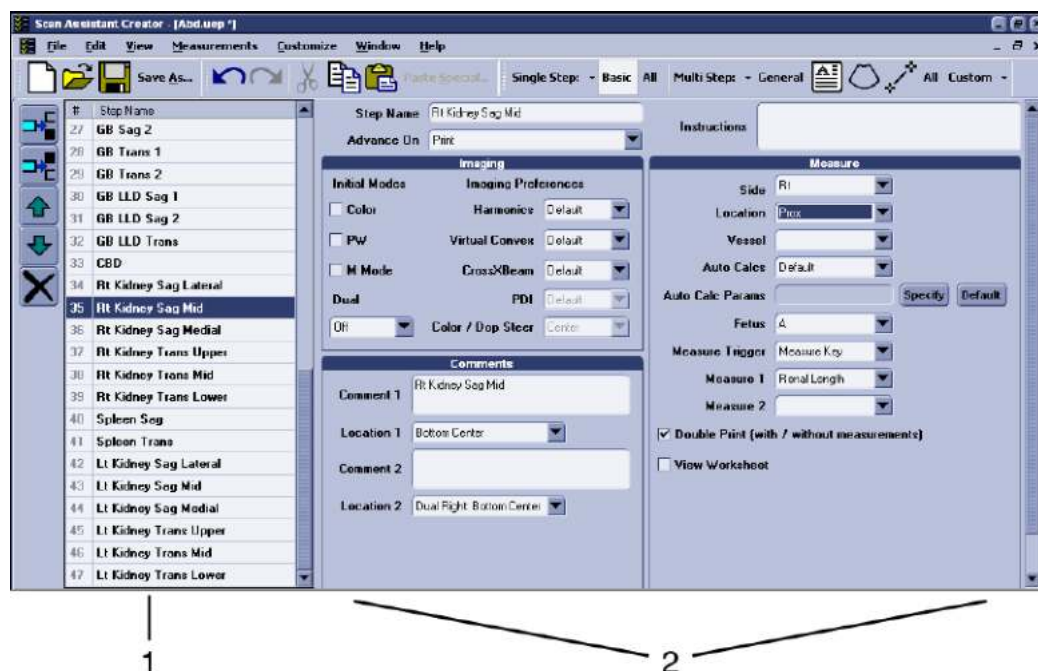 Scan Assistant Creator - [Abd.uep *]
File Edit View Measurements Customize Window Help
Save As... Paste Special... Single Step: - Basic All Multi Step: - General All Custom -
# Step Name
27 GB Sag 2
28 GB Trans 1
29 GB Trans 2
30 GB LLD Sag 1
31 GB LLD Sag 2
32 GB LLD Trans
33 CBD
34 Rt Kidney Sag Lateral
35 Rt Kidney Sag Mid
36 Rt Kidney Sag Medial
37 Rt Kidney Trans Upper
38 Rt Kidney Trans Mid
39 Rt Kidney Trans Lower
40 Spleen Sag
41 Spleen Trans
42 Lt Kidney Sag Lateral
43 Lt Kidney Sag Mid
44 Lt Kidney Sag Medial
45 Lt Kidney Trans Upper
46 Lt Kidney Trans Mid
47 Lt Kidney Trans Lower
Step Name Rt Kidney Sag Mid
Advance On Print
Imaging
Initial Modes Imaging Preferences
Color Harmonics Default
PW Virtual Convex Default
M Mode CrossXBeam Default
Dual PDI Default
Off Color / Dop Steer Center
Comments
Comment 1 Rt Kidney Sag Mid
Location 1 Bottom Center
Comment 2
Location 2 Dual Right: Bottom Center
Instructions
Measure
Side Rt
Location Prox
Vessel
Auto Calcs Default
Auto Calc Params Specify Default
Fetus A
Measure Trigger Measure Key
Measure 1 Renal Length
Measure 2
Double Print (with / without measurements)
View Worksheet
1 2